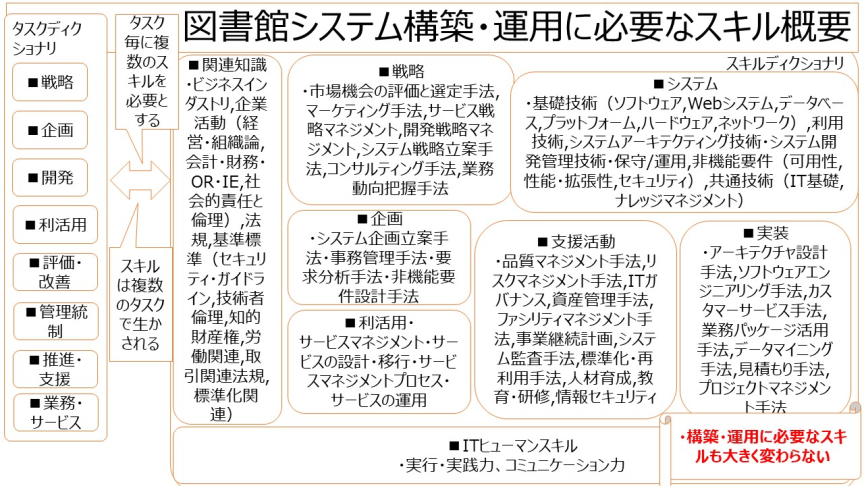 図書館システム構築・運用に必要なスキル概要
タスクディク
ショナリ
■戦略
■企画
■開発
■利活用
■評価・
改善
■管理統
制
■推進・
支援
■業務・
サービス
タスク
毎に複
数のス
キルを
必要と
する
スキル
は複数
のタスク
で生か
される
スキルディクショナリ
■関連知識
・ビジネスイン
ダストリ,企業
活動（経
営・組織論,
会計・財務・
OR・IE,社
会的責任と
倫理）,法
規,基準標
準（セキュリ
ティ・ガイドラ
イン,技術者
倫理,知的
財産権,労
働関連,取
引関連法規,
標準化関
連）
■戦略
・市場機会の評価と選定手法,
マーケティング手法,サービス戦
略マネジメント,開発戦略マネ
ジメント,システム戦略立案手
法,コンサルティング手法,業務
動向把握手法
■システム
・基礎技術（ソフトウェア,Webシステム,データベー
ス,プラットフォーム,ハードウェア,ネットワーク）,利用
技術,システムアーキテクティング技術・システム開
発管理技術・保守/運用,非機能要件（可用性,
性能・拡張性,セキュリティ）,共通技術（IT基礎,
ナレッジマネジメント）
■企画
・システム企画立案手
法・事務管理手法・要
求分析手法・非機能要
件設計手法
■利活用・
サービスマネジメント・サー
ビスの設計・移行・サービ
スマネジメントプロセス・
サービスの運用
■支援活動
・品質マネジメント手法,リ
スクマネジメント手法,ITガ
バナンス,資産管理手法,
ファシリティマネジメント手
法,事業継続計画,システ
ム監査手法,標準化・再
利用手法,人材育成,教
育・研修,情報セキュリティ
■実装
・アーキテクチャ設計
手法,ソフトウェアエン
ジニアリング手法,カス
タマーサービス手法,
業務パッケージ活用
手法,データマイニング
手法,見積もり手法,
プロジェクトマネジメン
ト手法
■ITヒューマンスキル
・実行・実践力、コミュニケーション力
・構築・運用に必要なスキ
ルも大きく変わらない